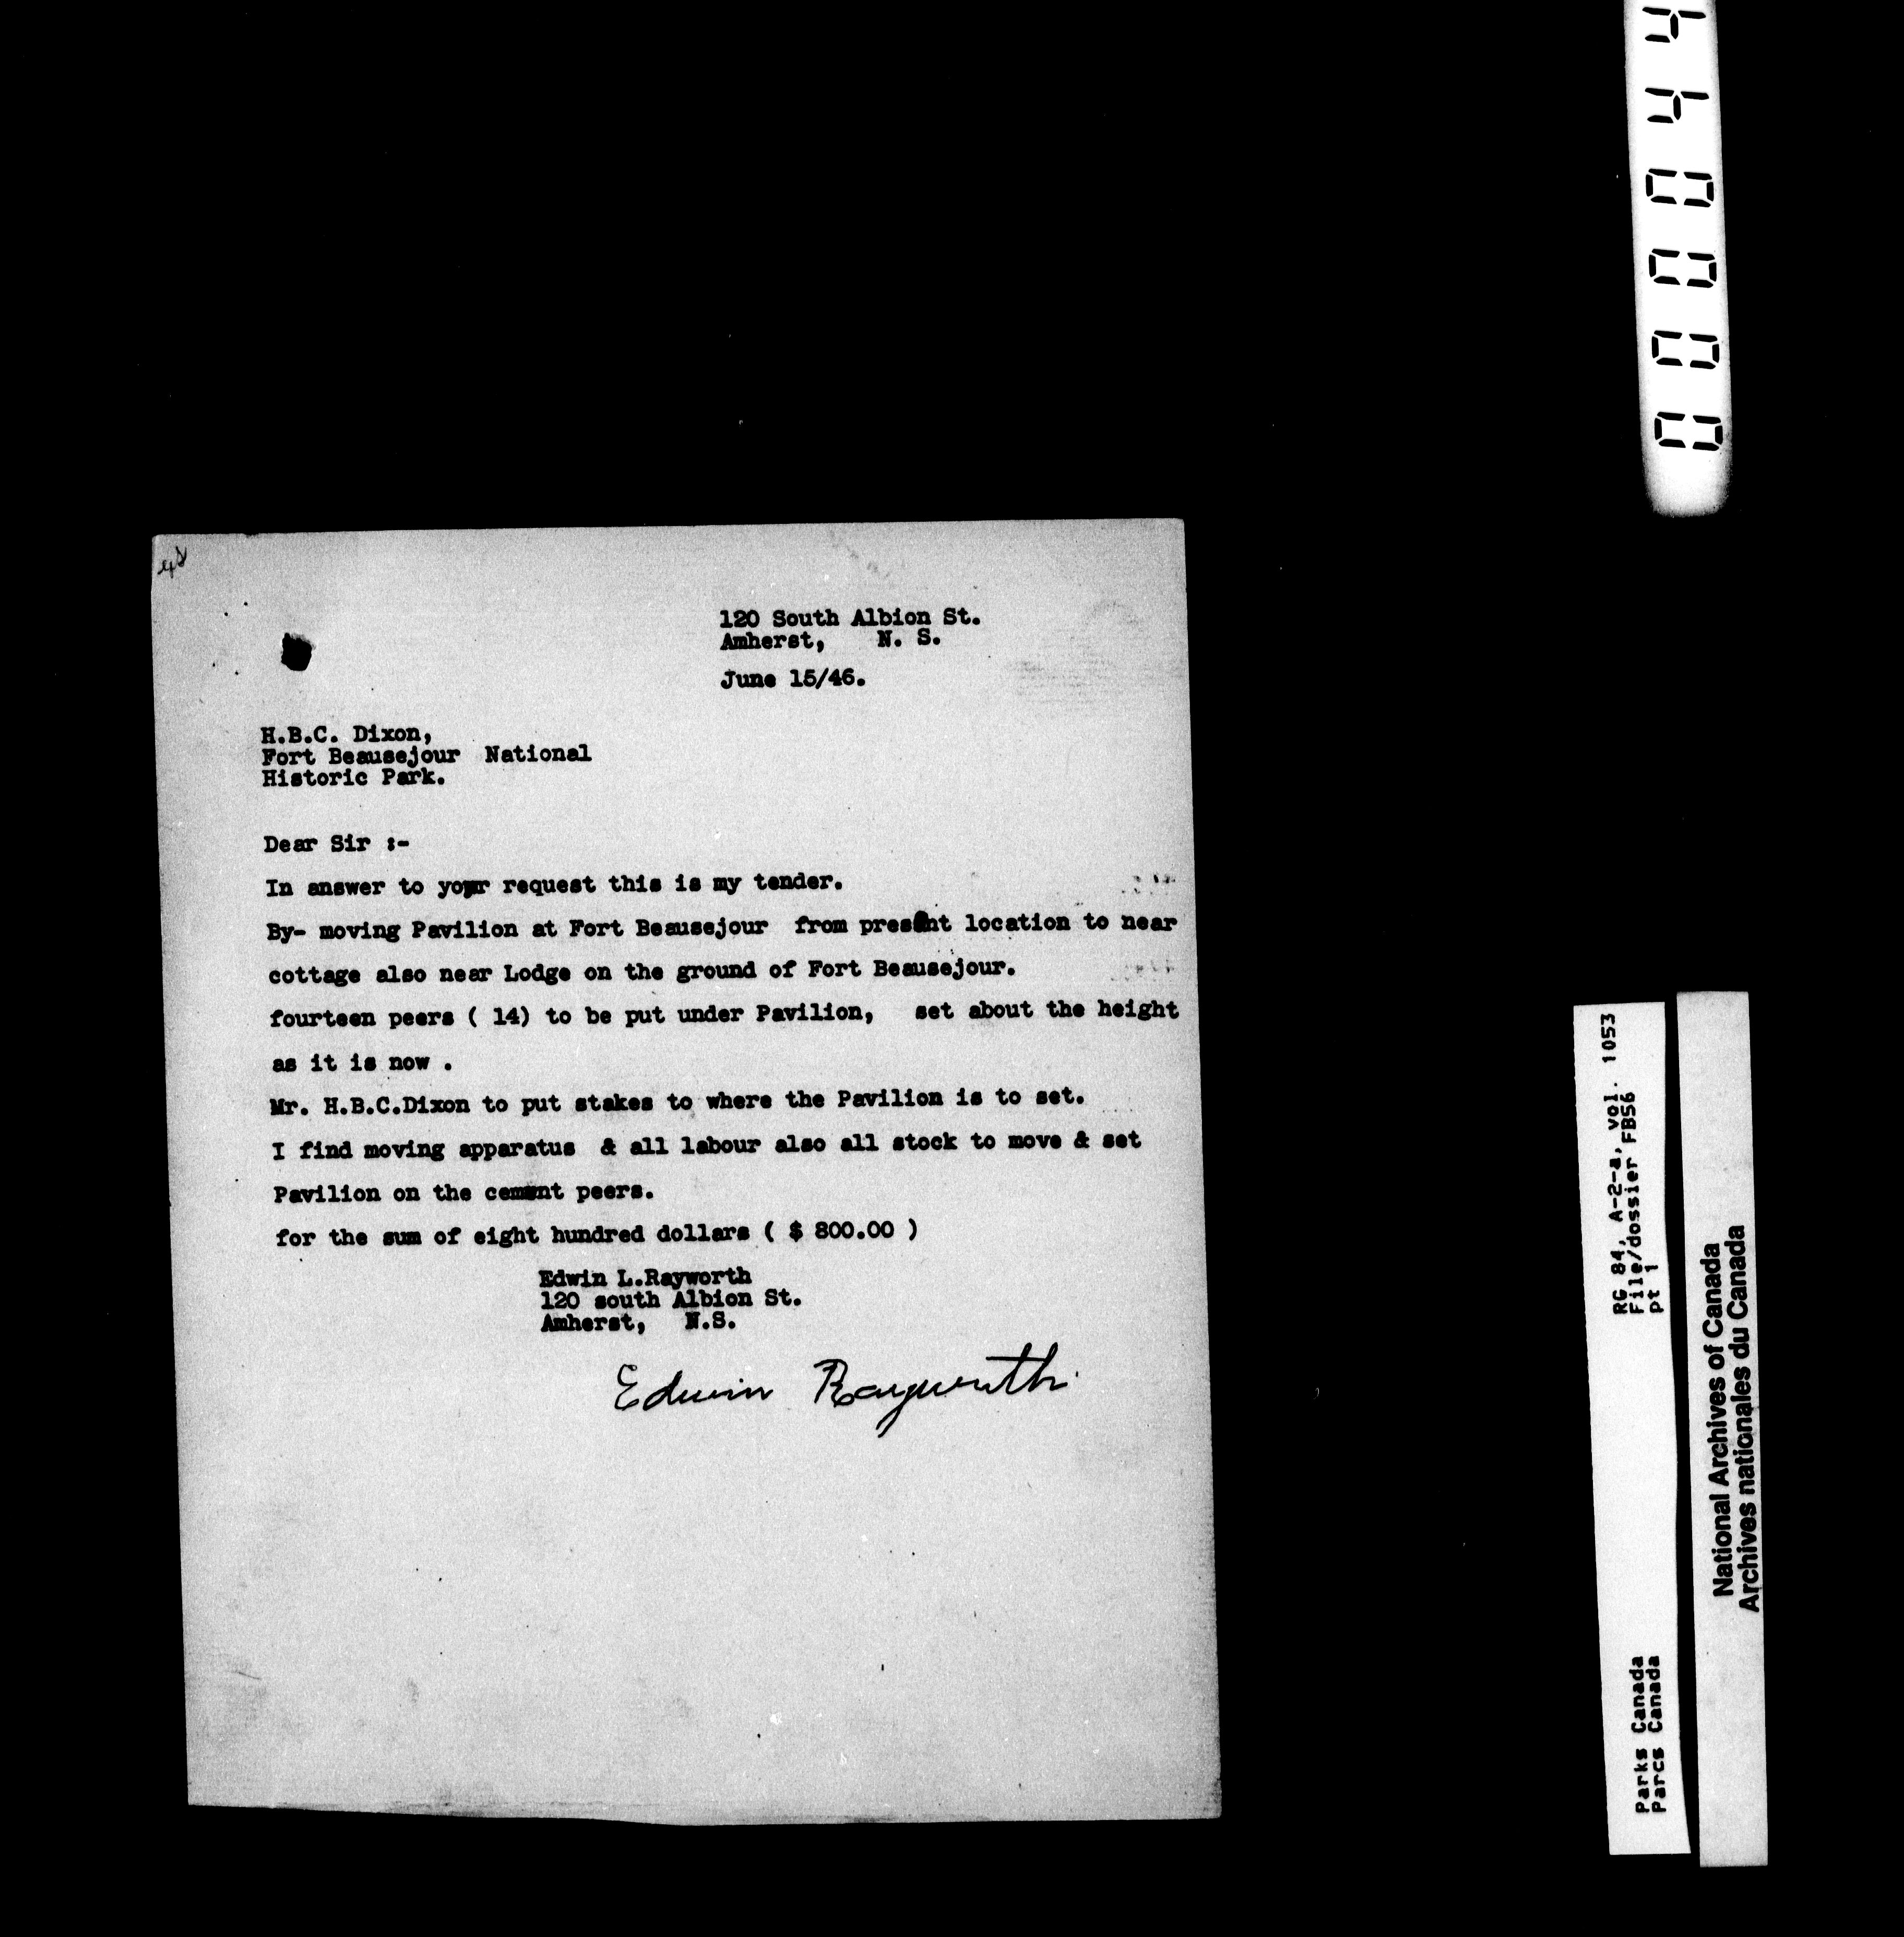 48
120 South Albion St.
Amherst, N. S.
June 15/46.
H.B.C. Dixon,
Fort Beausejour National
Historic Park.
Dear Sir :-
In answer to your request this is my tender.
By- moving Pavilion at Fort Beausejour from present location to near
cottage also near Lodge on the ground of Fort Beausejour.
fourteen peers ( 14) to be put under Pavilion, set about the height
as it is now .
Mr. H.B.C.Dixon to put stakes to where the Pavilion is to set.
I find moving apparatus & all labour also all stock to move & set
Pavilion on the cement peers.
for the sum of eight hundred dollars ( $ 800.00 )
Edwin L.Rayworth
120 south Albion St.
Amherst, N.S.
Edwin Rayworth
RG 84, A-2-a, vol. 1053
File/dossier FB56
pt 1
Parks Canada
Parcs Canada
National Archives of Canada
Archives nationales du Canada